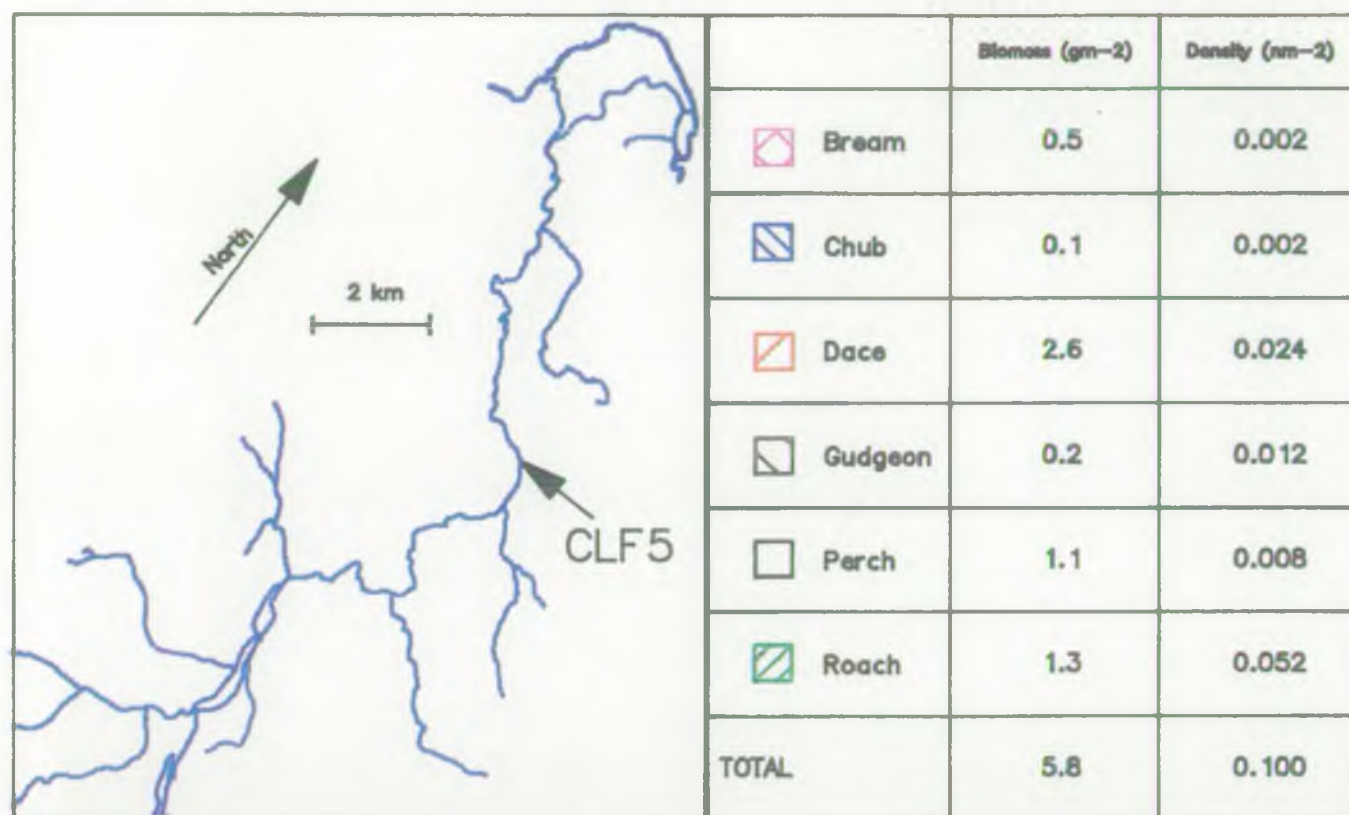 North
2 km
CLF5
Biomass (gm-2) Density (nm-2)
Bream 0.5 0.002
Chub 0.1 0.002
Dace 2.6 0.024
Gudgeon 0.2 0.012
Perch 1.1 0.008
Roach 1.3 0.052
TOTAL 5.8 0.100